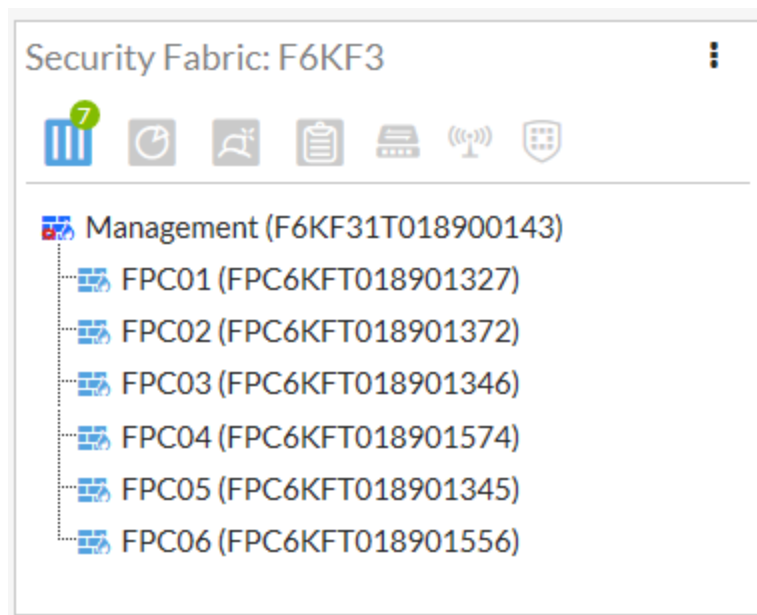 Security Fabric: F6KF3
7
Management (F6KF31T018900143)
FPC01 (FPC6KFT018901327)
FPC02 (FPC6KFT018901372)
FPC03 (FPC6KFT018901346)
FPC04 (FPC6KFT018901574)
FPC05 (FPC6KFT018901345)
FPC06 (FPC6KFT018901556)